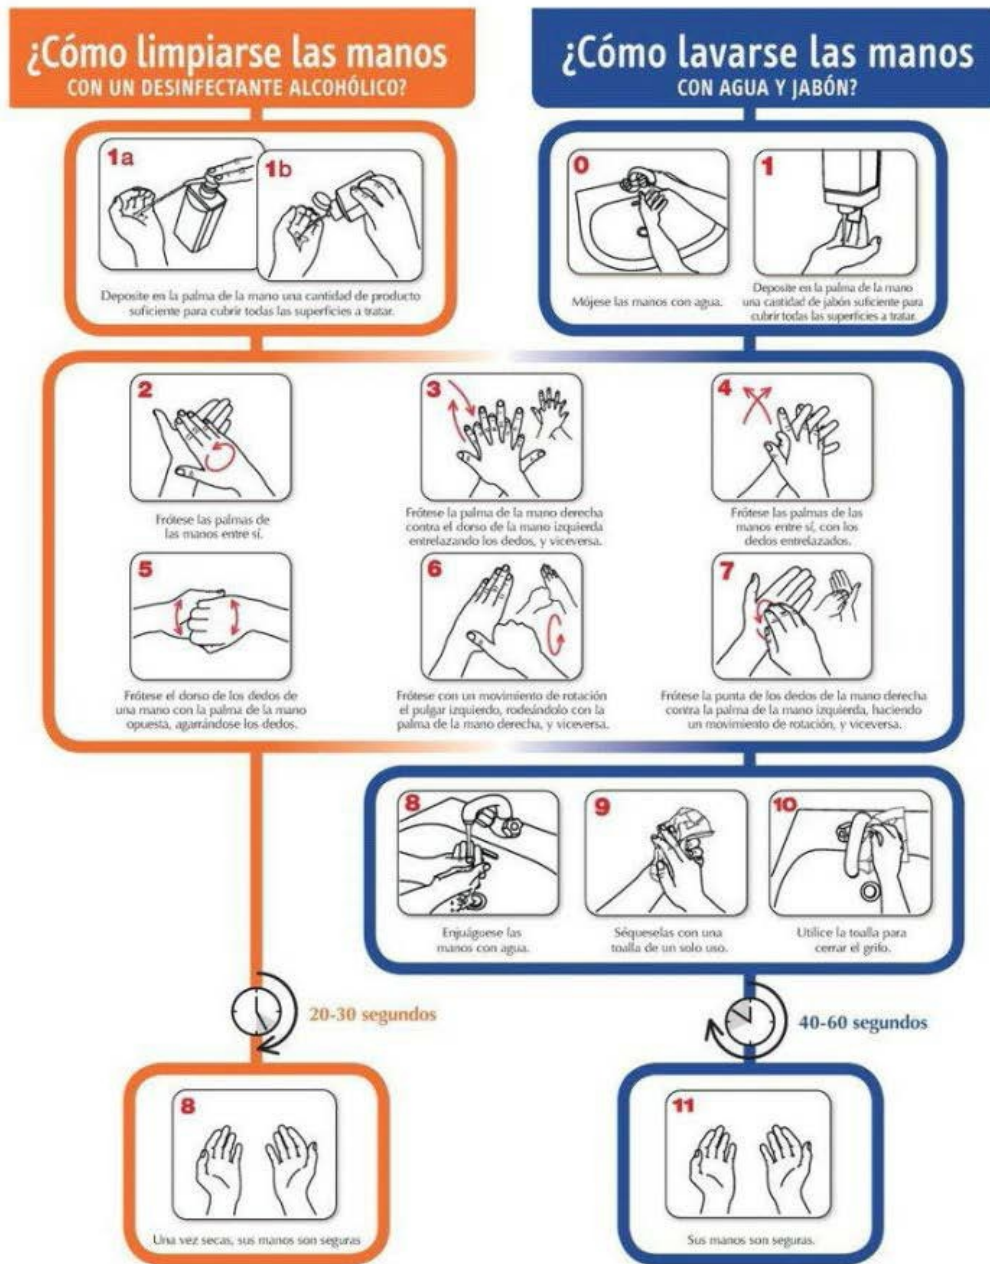 ¿Cómo limpiarse las manos
CON UN DESINFECTANTE ALCOHÓLICO?
¿Cómo lavarse las manos
CON AGUA Y JABÓN?
1a
1b
Deposite en la palma de la mano una cantidad de producto
suficiente para cubrir todas las superficies a tratar.
0
Mójese las manos con agua.
1
Deposite en la palma de la mano
una cantidad de jabón suficiente para
cubrir todas las superficies a tratar.
2
Frótese las palmas de
las manos entre sí.
3
Frótese la palma de la mano derecha
contra el dorso de la mano izquierda
entrelazando los dedos, y viceversa.
4
Frótese las palmas de las
manos entre sí, con los
dedos entrelazados.
5
Frótese el dorso de los dedos de
una mano con la palma de la mano
opuesta, agarrándose los dedos.
6
Frótese con un movimiento de rotación
el pulgar izquierdo, rodeándolo con la
palma de la mano derecha, y viceversa.
7
Frótese la punta de los dedos de la mano derecha
contra la palma de la mano izquierda, haciendo
un movimiento de rotación, y viceversa.
8
Enjuáguese las
manos con agua.
9
Séqueselas con una
toalla de un solo uso.
10
Utilice la toalla para
cerrar el grifo.
20-30 segundos
40-60 segundos
8
Una vez secas, sus manos son seguras
11
Sus manos son seguras.